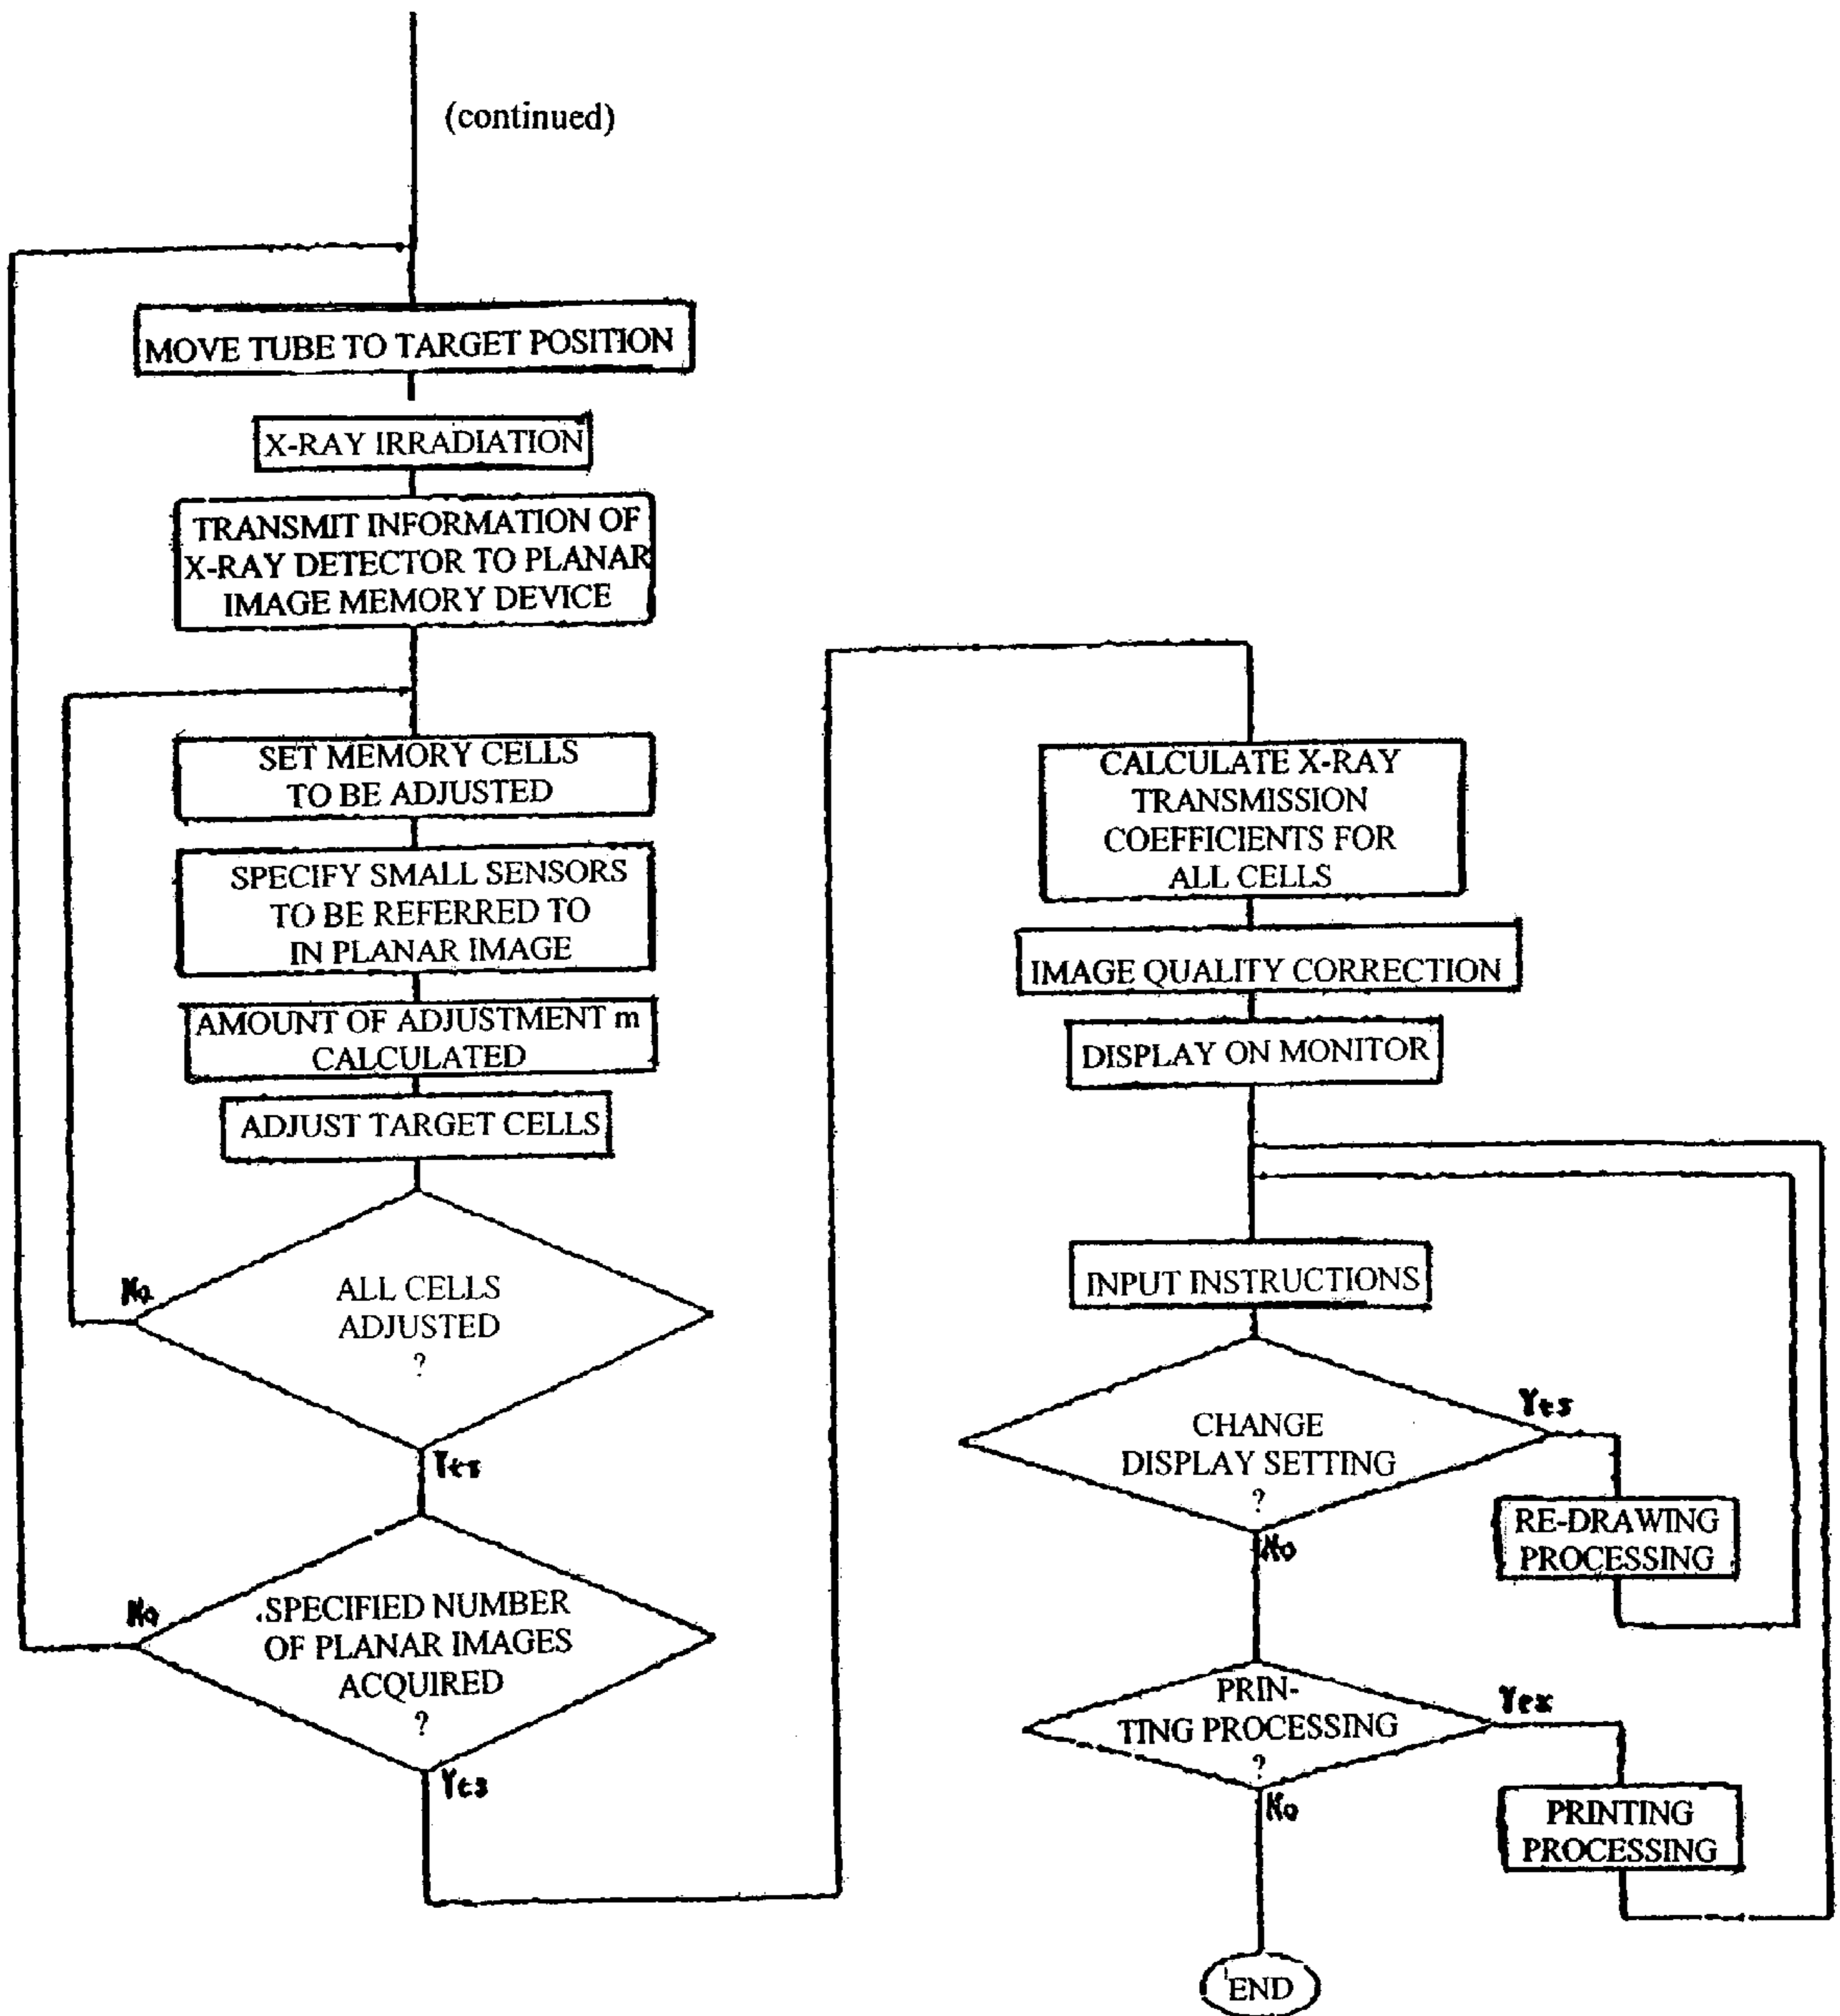 (continued)
MOVE TUBE TO TARGET POSITION
X-RAY IRRADIATION
TRANSMIT INFORMATION OF
X-RAY DETECTOR TO PLANAR
IMAGE MEMORY DEVICE
SET MEMORY CELLS
TO BE ADJUSTED
SPECIFY SMALL SENSORS
TO BE REFERRED TO
IN PLANAR IMAGE
AMOUNT OF ADJUSTMENT m
CALCULATED
ADJUST TARGET CELLS
No
ALL CELLS
ADJUSTED
?
Yes
No
SPECIFIED NUMBER
OF PLANAR IMAGES
ACQUIRED
?
Yes
CALCULATE X-RAY
TRANSMISSION
COEFFICIENTS FOR
ALL CELLS
IMAGE QUALITY CORRECTION
DISPLAY ON MONITOR
INPUT INSTRUCTIONS
CHANGE
DISPLAY SETTING
?
Yes
RE-DRAWING
PROCESSING
No
PRIN-
TING PROCESSING
?
Yes
PRINTING
PROCESSING
No
END